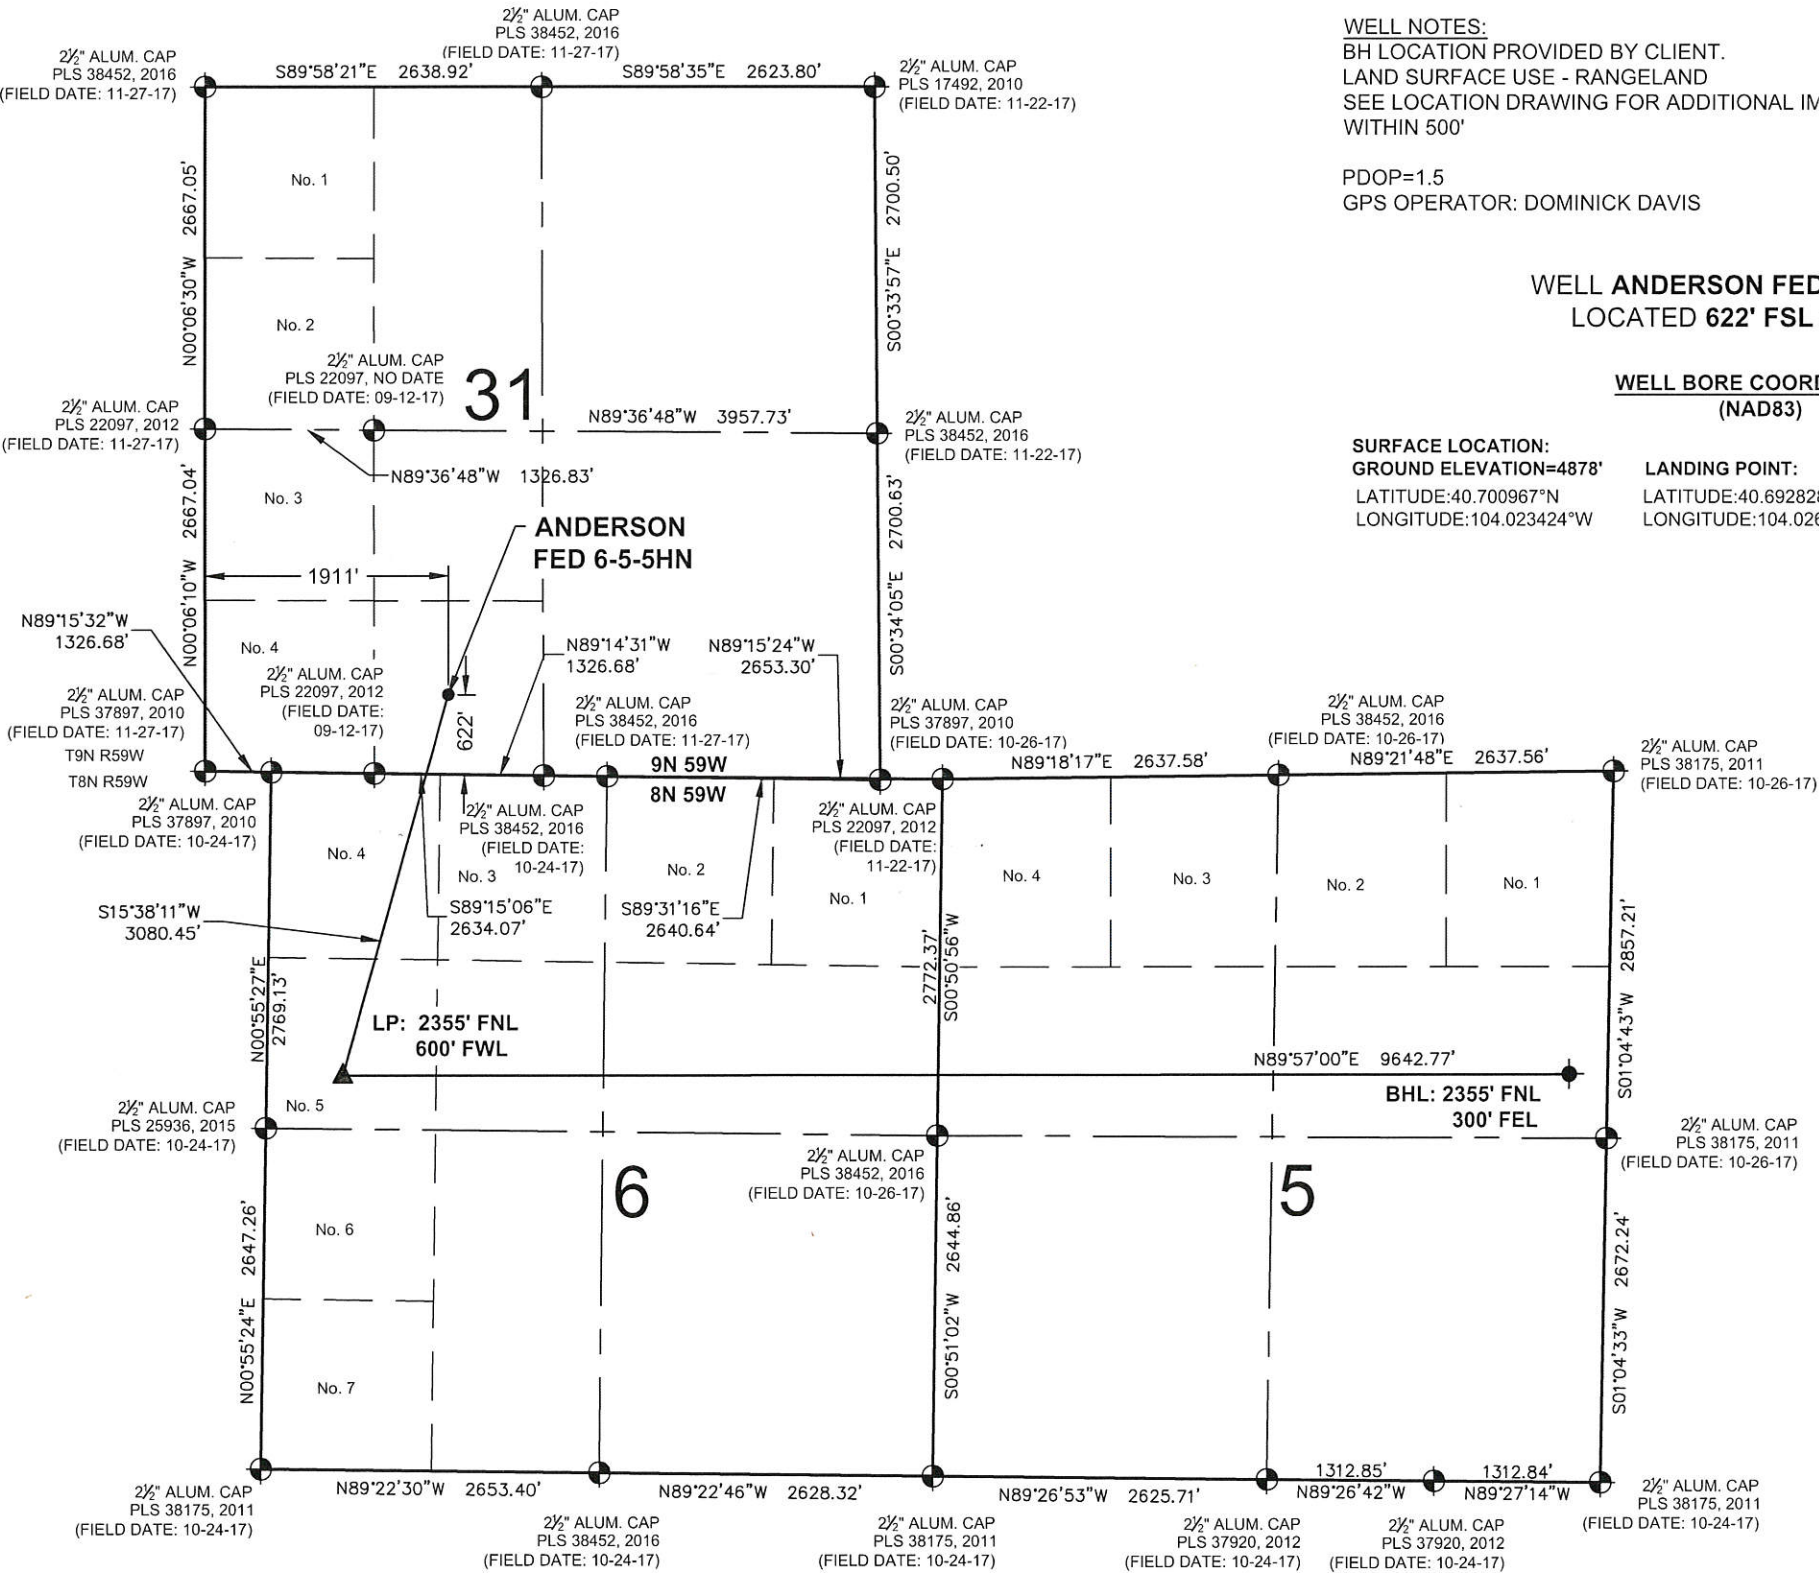 2½" ALUM. CAP
PLS 38452, 2016
(FIELD DATE: 11-27-17)
2½" ALUM. CAP
PLS 38452, 2016
(FIELD DATE: 11-27-17)
S89°58'21"E 2638.92'
S89°58'35"E 2623.80'
2½" ALUM. CAP
PLS 17492, 2010
(FIELD DATE: 11-22-17)
WELL NOTES:
BH LOCATION PROVIDED BY CLIENT.
LAND SURFACE USE - RANGELAND
SEE LOCATION DRAWING FOR ADDITIONAL
WITHIN 500'
PDOP=1.5
GPS OPERATOR: DOMINICK DAVIS
WELL ANDERSON FED
LOCATED 622' FSL
WELL BORE
(NAD83)
SURFACE LOCATION:
GROUND ELEVATION=4878'
LATITUDE:40.700967°N
LONGITUDE:104.023424°W
LANDING POINT:
LATITUDE:40.692828
LONGITUDE:104.026
N00°06'30"W 2667.05'
No. 1
No. 2
S00°33'57"E 2700.50'
2½" ALUM. CAP
PLS 22097, NO DATE
(FIELD DATE: 09-12-17)
31
2½" ALUM. CAP
PLS 22097, 2012
(FIELD DATE: 11-27-17)
N89°36'48"W 3957.73'
2½" ALUM. CAP
PLS 38452, 2016
(FIELD DATE: 11-22-17)
N89°36'48"W 1326.83'
No. 3
N00°06'10"W 2667.04'
S00°34'05"E 2700.63'
ANDERSON
FED 6-5-5HN
1911'
N89°15'32"W
1326.68'
No. 4
N89°14'31"W
1326.68'
N89°15'24"W
2653.30'
2½" ALUM. CAP
PLS 22097, 2012
(FIELD DATE:
09-12-17)
622'
2½" ALUM. CAP
PLS 37897, 2010
(FIELD DATE: 11-27-17)
2½" ALUM. CAP
PLS 38452, 2016
(FIELD DATE: 11-27-17)
2½" ALUM. CAP
PLS 37897, 2010
(FIELD DATE: 10-26-17)
2½" ALUM. CAP
PLS 38452, 2016
(FIELD DATE: 10-26-17)
2½" ALUM. CAP
PLS 38175, 2011
(FIELD DATE: 10-26-17)
T9N R59W
T8N R59W
9N 59W
8N 59W
N89°18'17"E 2637.58'
N89°21'48"E 2637.56'
2½" ALUM. CAP
PLS 37897, 2010
(FIELD DATE: 10-24-17)
2½" ALUM. CAP
PLS 38452, 2016
(FIELD DATE:
10-24-17)
2½" ALUM. CAP
PLS 22097, 2012
(FIELD DATE:
11-22-17)
No. 4
No. 3
No. 2
No. 1
No. 4
No. 3
No. 2
No. 1
S15°38'11"W
3080.45'
S89°15'06"E
2634.07'
S89°31'16"E
2640.64'
N00°55'27"E
2769.13'
2772.37'
S00°50'56"W
S01°04'43"W 2857.21'
LP: 2355' FNL
600' FWL
N89°57'00"E 9642.77'
BHL: 2355' FNL
300' FEL
No. 5
2½" ALUM. CAP
PLS 25936, 2015
(FIELD DATE: 10-24-17)
2½" ALUM. CAP
PLS 38452, 2016
(FIELD DATE: 10-26-17)
2½" ALUM. CAP
PLS 38175, 2011
(FIELD DATE: 10-26-17)
6
5
No. 6
No. 7
N00°55'24"E 2647.26'
S00°51'02"W 2644.86'
S01°04'33"W 2672.24'
N89°22'30"W 2653.40'
N89°22'46"W 2628.32'
N89°26'53"W 2625.71'
1312.85'
N89°26'42"W
1312.84'
N89°27'14"W
2½" ALUM. CAP
PLS 38175, 2011
(FIELD DATE: 10-24-17)
2½" ALUM. CAP
PLS 38452, 2016
(FIELD DATE: 10-24-17)
2½" ALUM. CAP
PLS 38175, 2011
(FIELD DATE: 10-24-17)
2½" ALUM. CAP
PLS 37920, 2012
(FIELD DATE: 10-24-17)
2½" ALUM. CAP
PLS 37920, 2012
(FIELD DATE: 10-24-17)
2½" ALUM. CAP
PLS 38175, 2011
(FIELD DATE: 10-24-17)